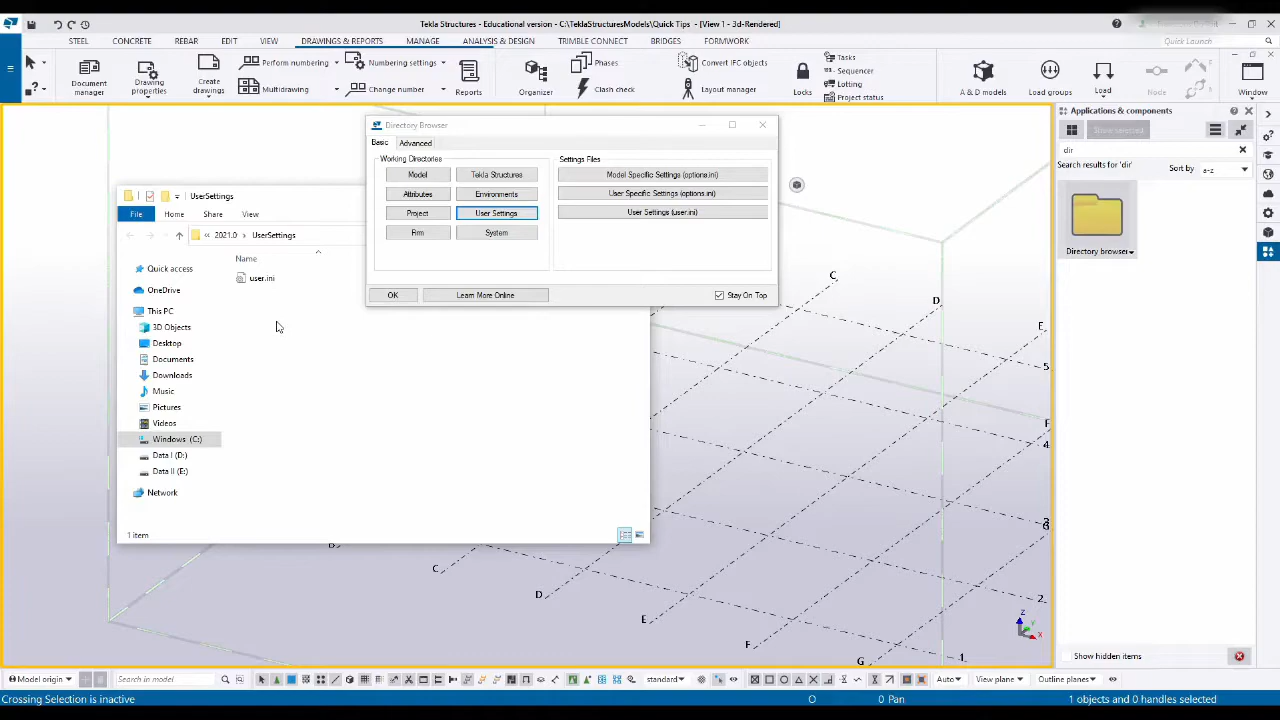 Tekla Structures - Educational version - C:\TeklaStructuresModels\Quick Tips - [View 1 - 3d-Rendered]
STEEL CONCRETE REBAR EDIT VIEW DRAWINGS & REPORTS MANAGE ANALYSIS & DESIGN TRIMBLE CONNECT BRIDGES FORMWORK Quick Launch
Document manager
Drawing properties
Create drawings
Perform numbering
Multidrawing
Numbering settings
Change number
Reports
Organizer
Phases
Clash check
Convert IFC objects
Layout manager
Locks
Tasks
Sequencer
Lotting
Project status
A & D models
Load groups
Load
Node
Window
Directory Browser
Basic Advanced
Working Directories
Model Tekla Structures
Attributes Environments
Project User Settings
Firm System
Settings Files
Model Specific Settings (options.ini)
User Specific Settings (options.ini)
User Settings (user.ini)
OK Learn More Online Stay On Top
UserSettings
File Home Share View
2021.0 UserSettings
Name
user.ini
Quick access
OneDrive
This PC
3D Objects
Desktop
Documents
Downloads
Music
Pictures
Videos
Windows (C:)
Data I (D:)
Data II (E:)
Network
1 item
Applications & components
Show selected
dir
Search results for 'dir'
Sort by a-z
Directory browser
Show hidden items
C
D
E
5
F
4
3
G
2
1
B
C
D
E
F
G
Z
Y
X
Model origin Search in model standard Auto View plane Outline planes
Crossing Selection is inactive O 0 Pan 1 objects and 0 handles selected